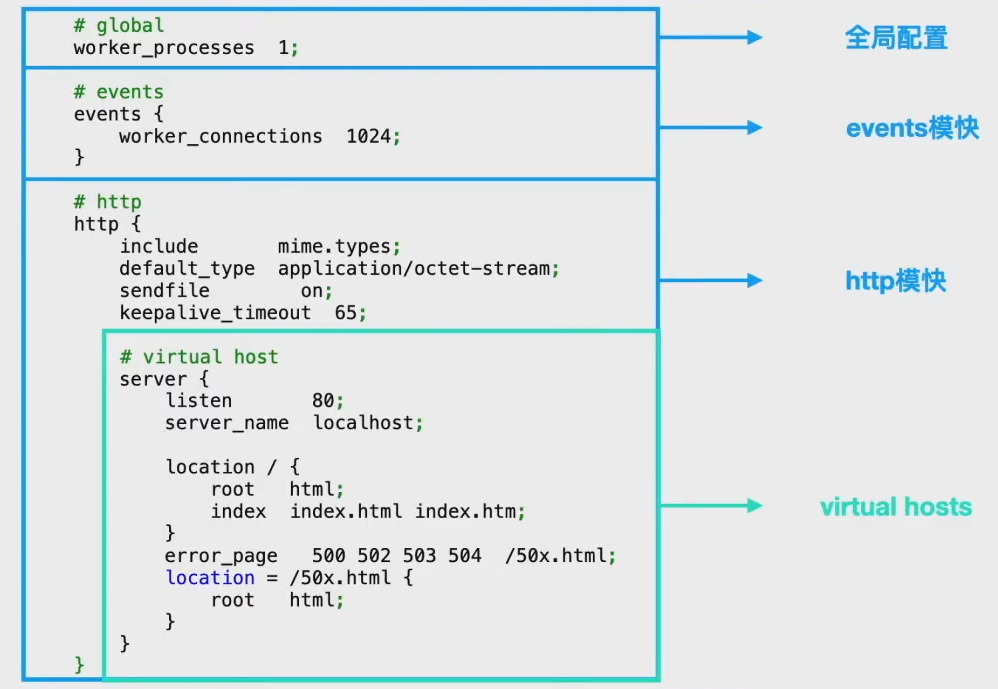 # global
worker_processes  1;
全局配置
# events
events {
    worker_connections  1024;
}
events模快
# http
http {
    include       mime.types;
    default_type  application/octet-stream;
    sendfile        on;
    keepalive_timeout  65;
http模快
    # virtual host
    server {
        listen       80;
        server_name  localhost;
        location / {
            root   html;
            index  index.html index.htm;
        }
        error_page   500 502 503 504  /50x.html;
        location = /50x.html {
            root   html;
        }
    }
}
virtual hosts